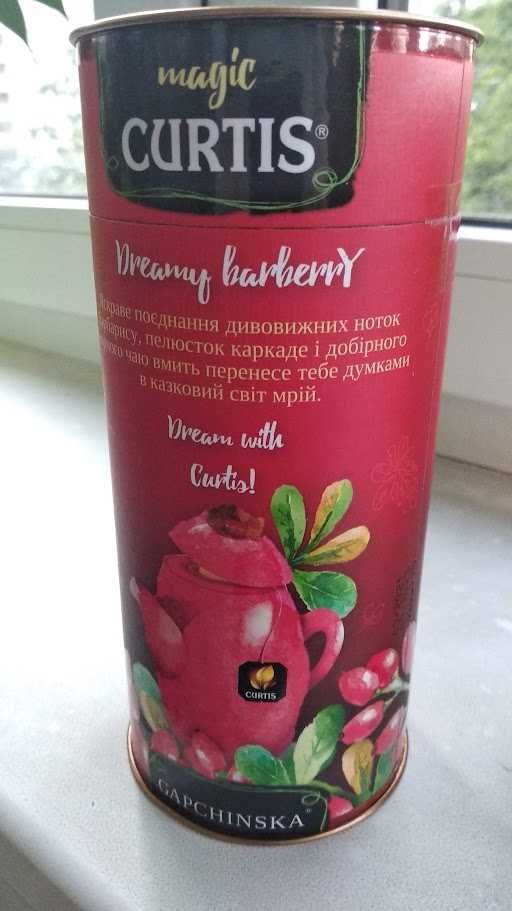 magic
CURTIS®
Dreamy barberrY
поєднання дивовижних ноток
пелюсток каркаде і добірного
чаю вмить перенесе тебе думками
в казковий світ мрій.
Dream with
Curtis!
CURTIS
GAPCHINSKA®